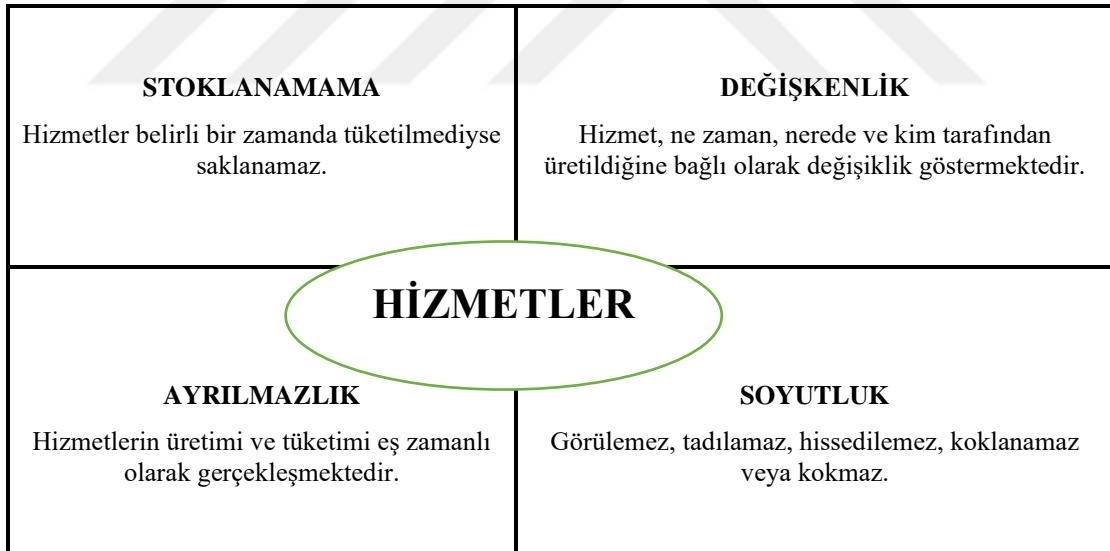 STOKLANAMAMA
Hizmetler belirli bir zamanda tüketilmediyse
saklanamaz.
DEĞİŞKENLİK
Hizmet, ne zaman, nerede ve kim tarafından
üretildiğine bağlı olarak değişiklik göstermektedir.
HİZMETLER
AYRILMAZLIK
Hizmetlerin üretimi ve tüketimi eş zamanlı
olarak gerçekleşmektedir.
SOYUTLUK
Görülemez, tadılamaz, hissedilemez, koklanamaz
veya kokmaz.